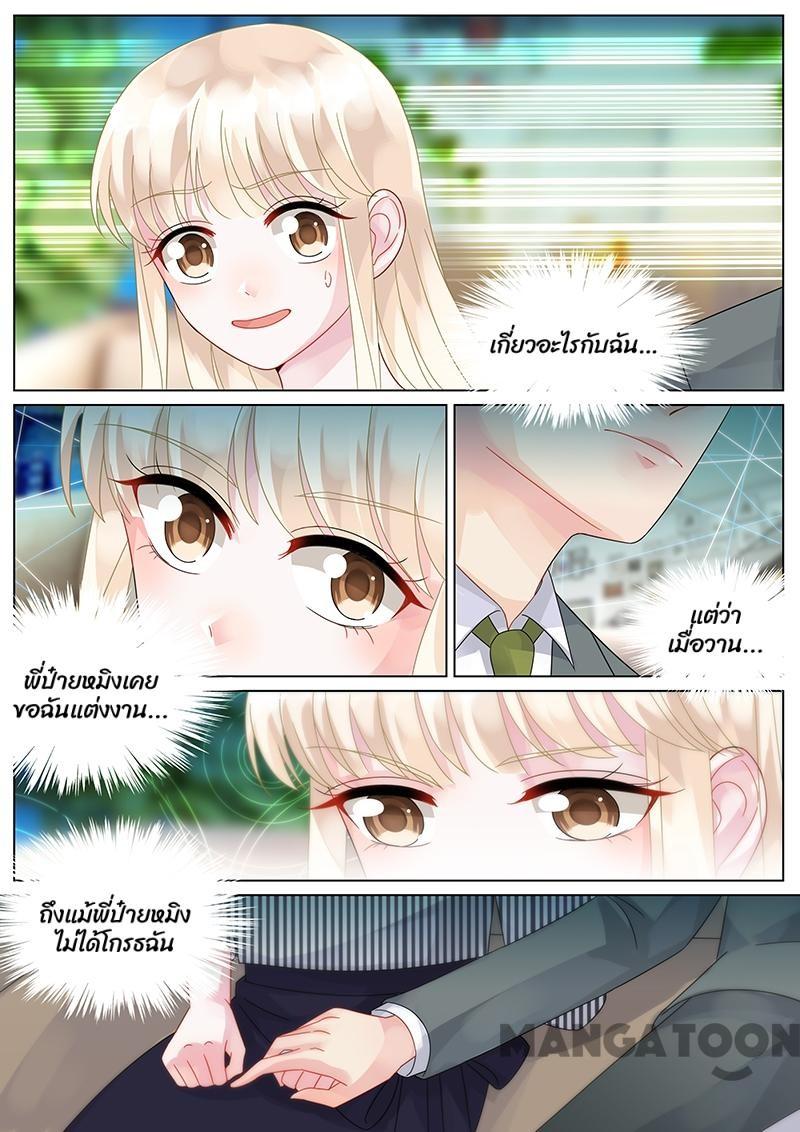 เกี่ยวอะไรกับฉัน...
แต่ว่า
เมื่อวาน...
พี่ป๋ายหมิงเคย
ขอฉันแต่งงาน...
ถึงแม้พี่ป๋ายหมิง
ไม่ได้โกรธฉัน
MANGATOON